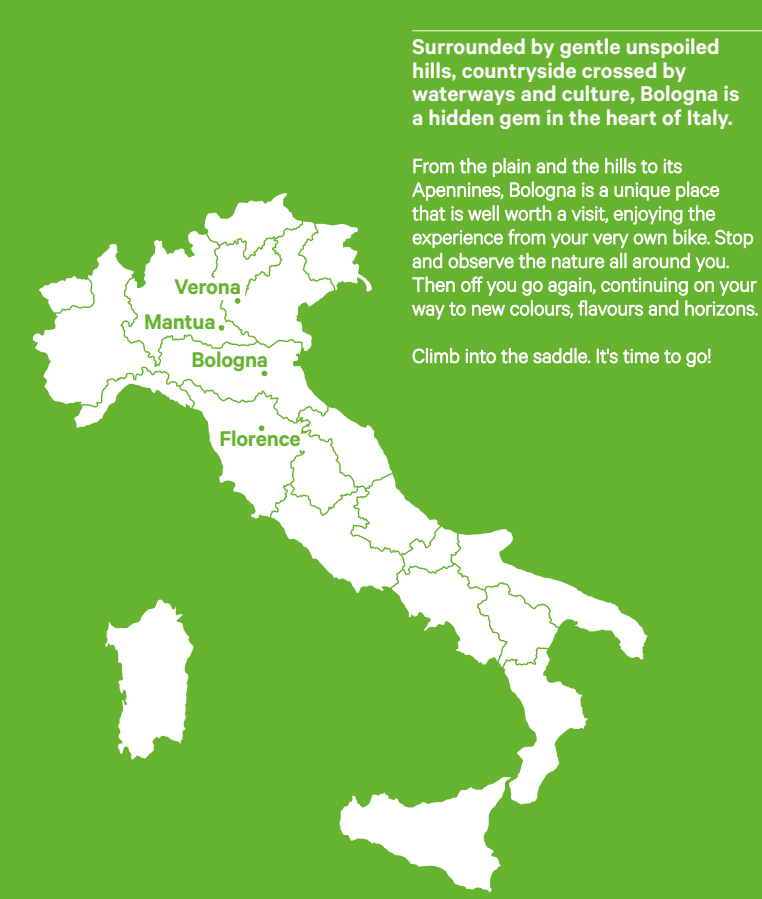 Surrounded by gentle unspoiled
hills, countryside crossed by
waterways and culture, Bologna is
a hidden gem in the heart of Italy.
From the plain and the hills to its
Apennines, Bologna is a unique place
that is well worth a visit, enjoying the
experience from your very own bike. Stop
and observe the nature all around you.
Then off you go again, continuing on your
way to new colours, flavours and horizons.
Climb into the saddle. It's time to go!
Verona
Mantua
Bologna
Florence